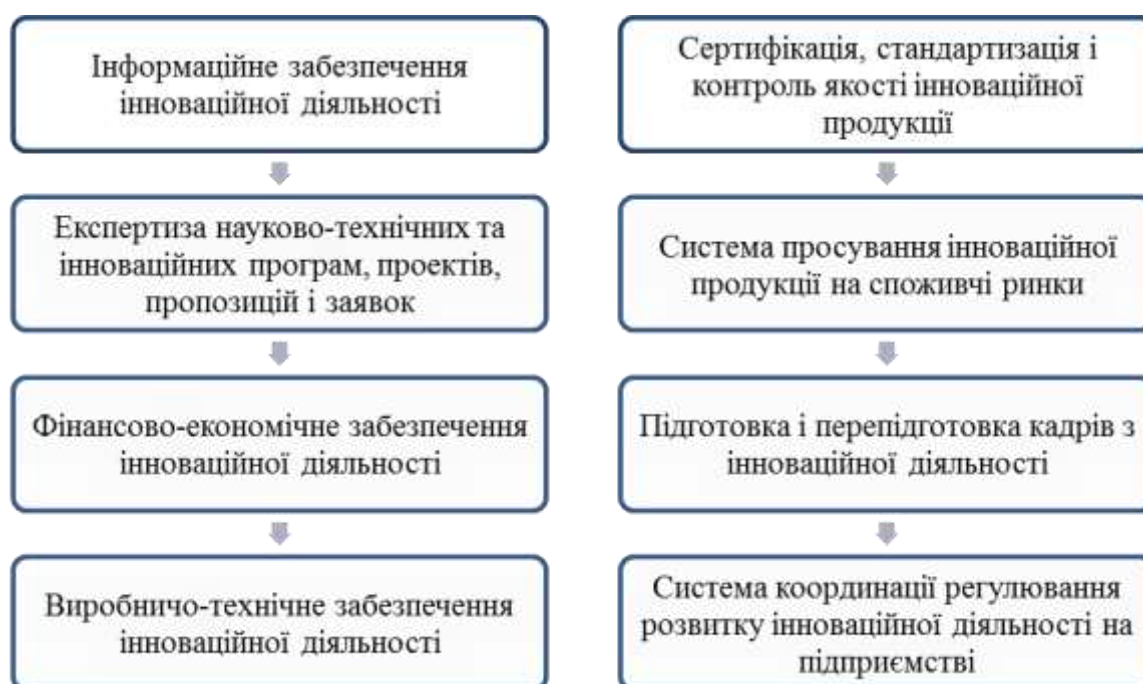 Інформаційне забезпечення
інноваційної діяльності
Експертиза науково-технічних та
інноваційних програм, проектів,
пропозицій і заявок
Фінансово-економічне забезпечення
інноваційної діяльності
Виробничо-технічне забезпечення
інноваційної діяльності
Сертифікація, стандартизація і
контроль якості інноваційної
продукції
Система просування інноваційної
продукції на споживчі ринки
Підготовка і перепідготовка кадрів з
інноваційної діяльності
Система координації регулювання
розвитку інноваційної діяльності на
підприємстві